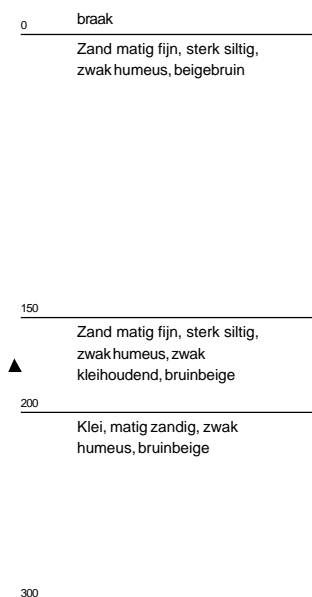 0 braak
Zand matig fijn, sterk siltig,
zwak humeus, beigebruin
150
Zand matig fijn, sterk siltig,
zwak humeus, zwak
kleihoudend, bruinbeige
200
Klei, matig zandig, zwak
humeus, bruinbeige
300